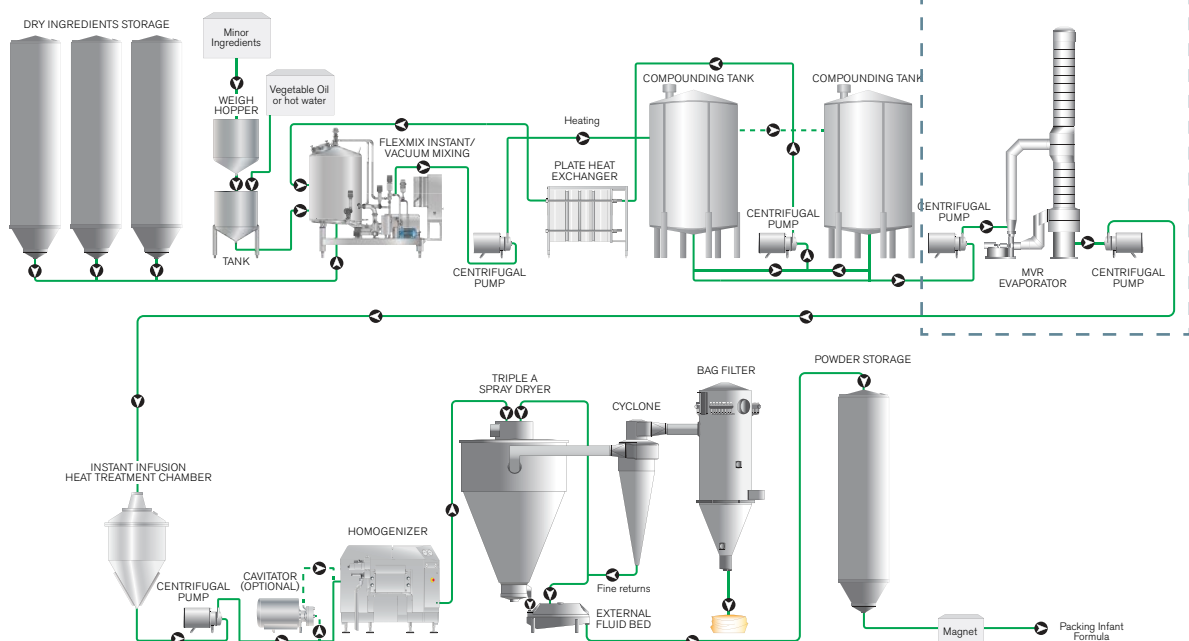 DRY INGREDIENTS STORAGE
Minor
Ingredients
Vegetable Oil
or hot water
WEIGH
HOPPER
TANK
FLEXMIX INSTANT/
VACUUM MIXING
CENTRIFUGAL
PUMP
Heating
PLATE HEAT
EXCHANGER
COMPOUNDING TANK
CENTRIFUGAL
PUMP
COMPOUNDING TANK
CENTRIFUGAL
PUMP
MVR
EVAPORATOR
CENTRIFUGAL
PUMP
INSTANT INFUSION
HEAT TREATMENT CHAMBER
CENTRIFUGAL
PUMP
CAVITATOR
(OPTIONAL)
HOMOGENIZER
TRIPLE A
SPRAY DRYER
CYCLONE
Fine returns
EXTERNAL
FLUID BED
BAG FILTER
POWDER STORAGE
Magnet
Packing Infant
Formula